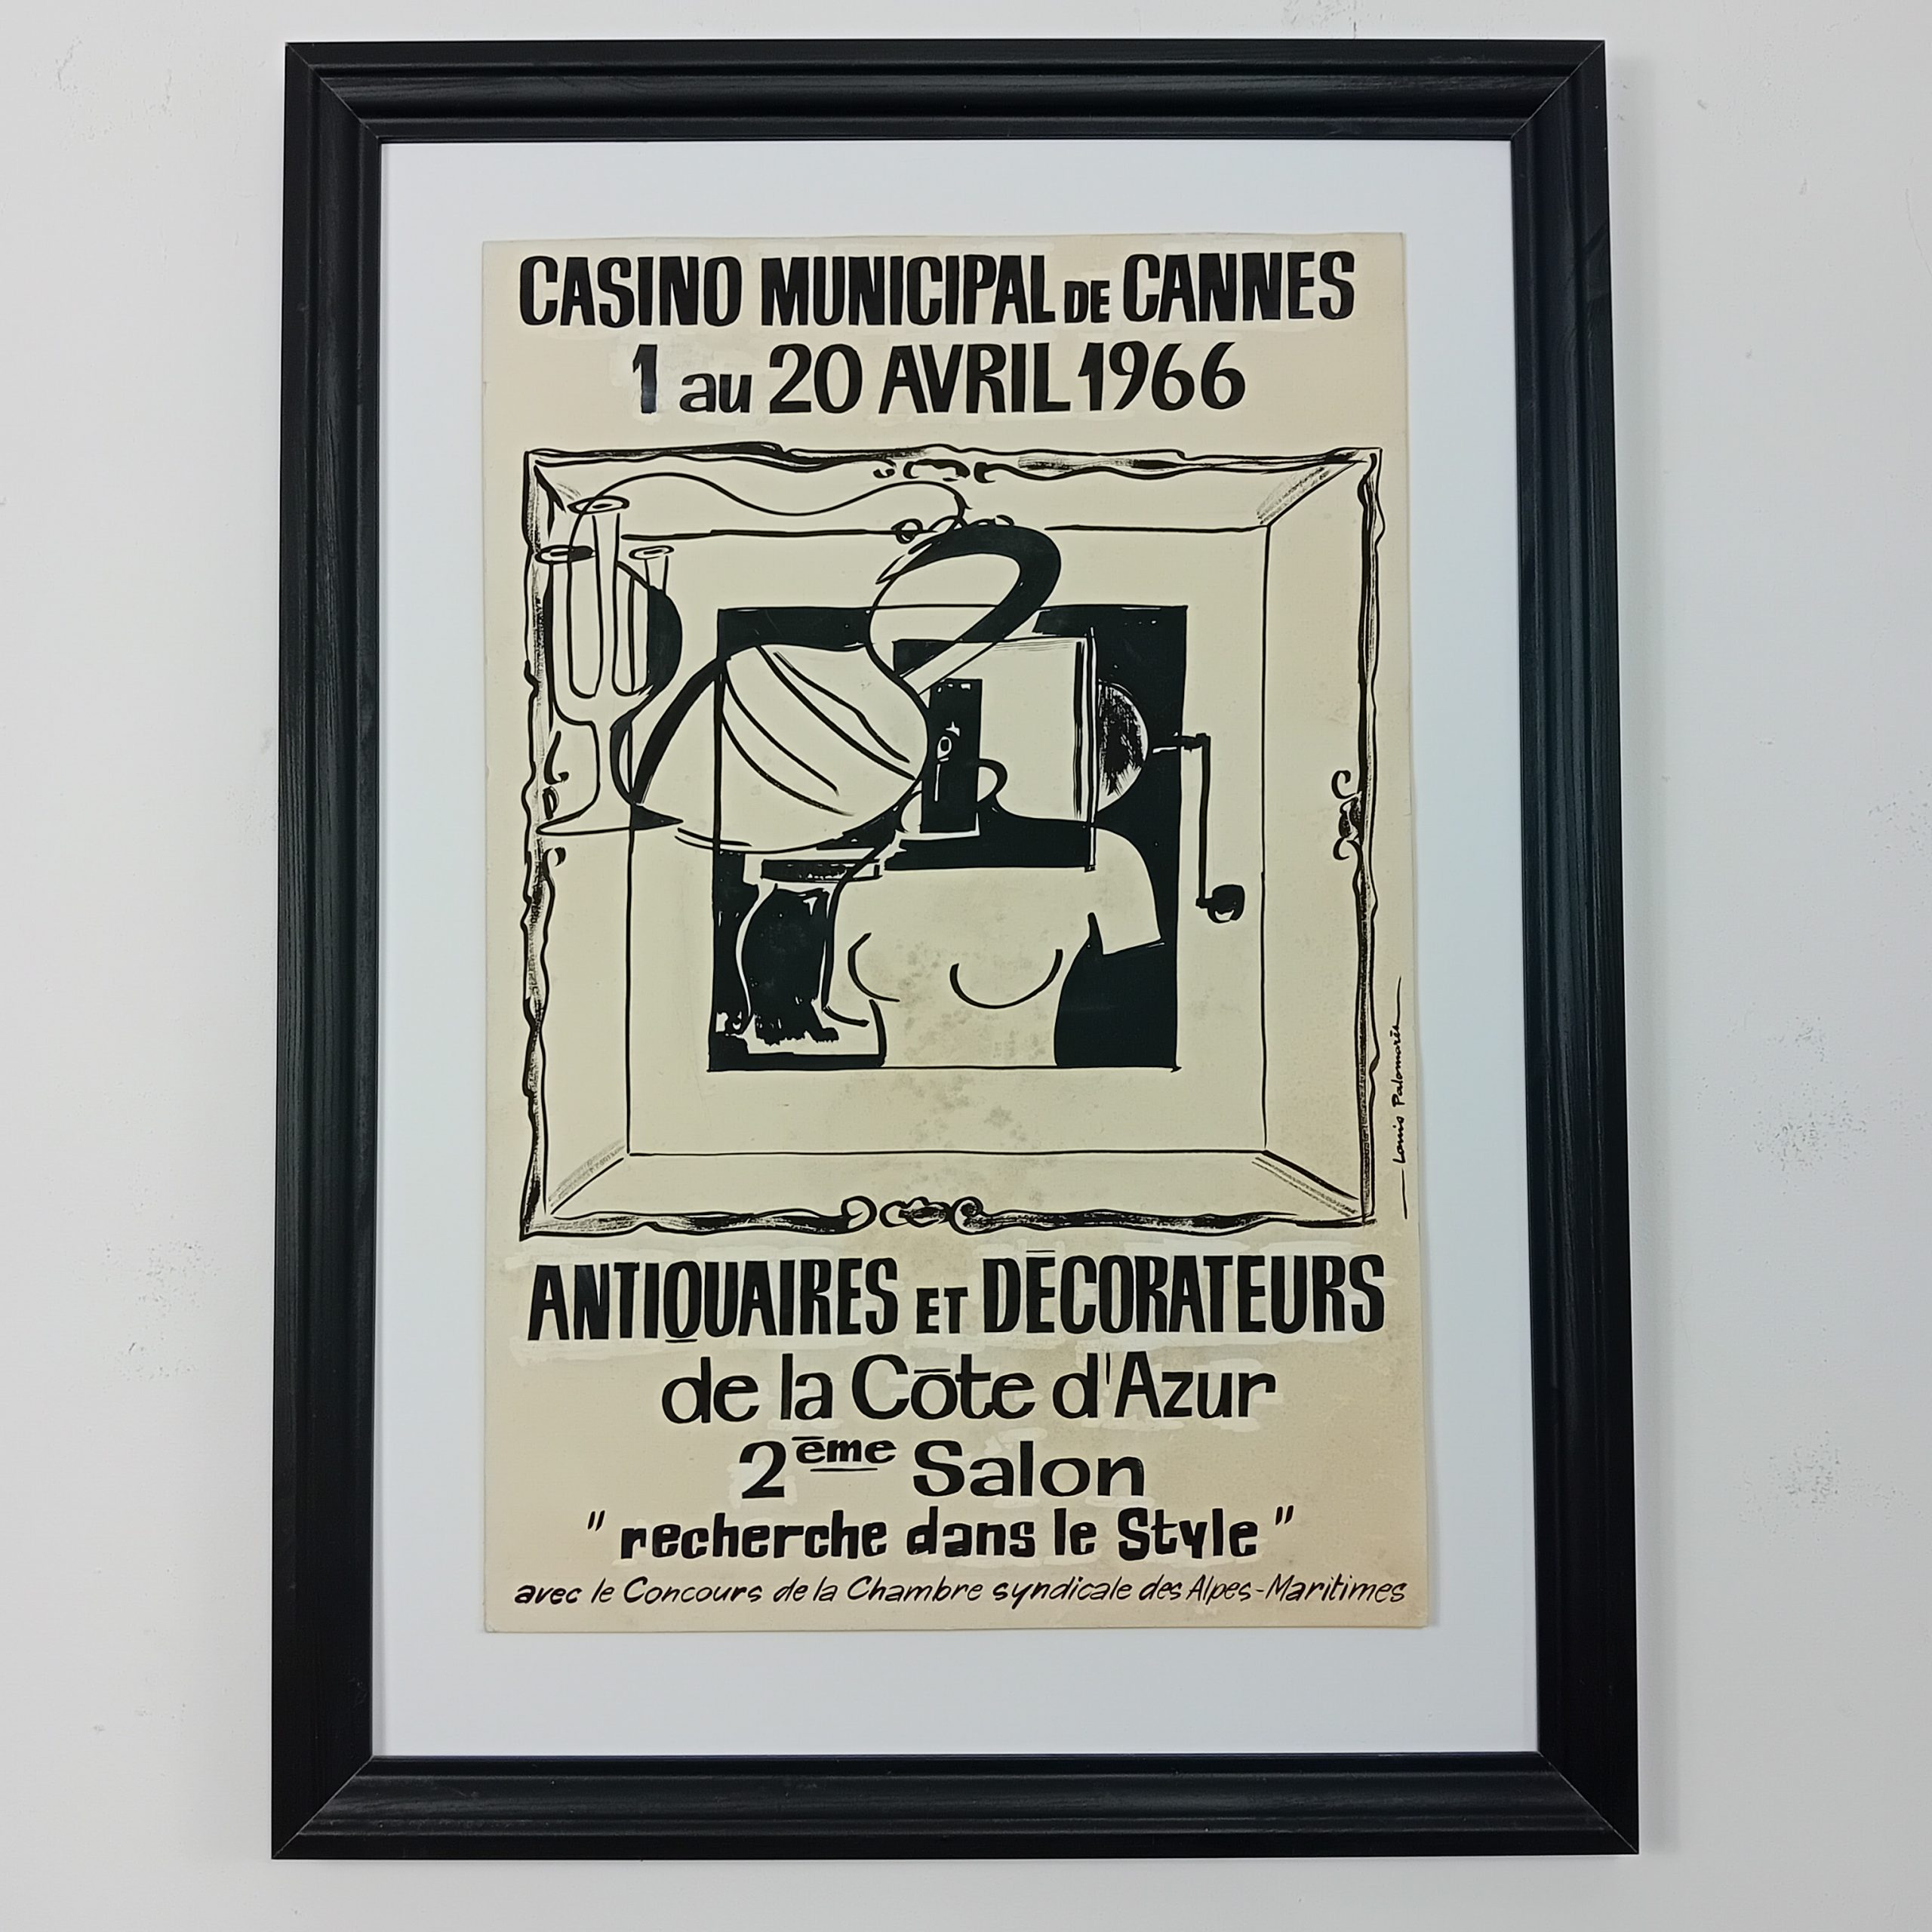 CASINO MUNICIPAL DE CANNES
1 au 20 AVRIL 1966
Louis Palomarès
ANTIQUAIRES ET DÉCORATEURS
de la Côte d'Azur
2ème Salon
"recherche dans le Style"
avec le Concours de la Chambre syndicale des Alpes-Maritimes